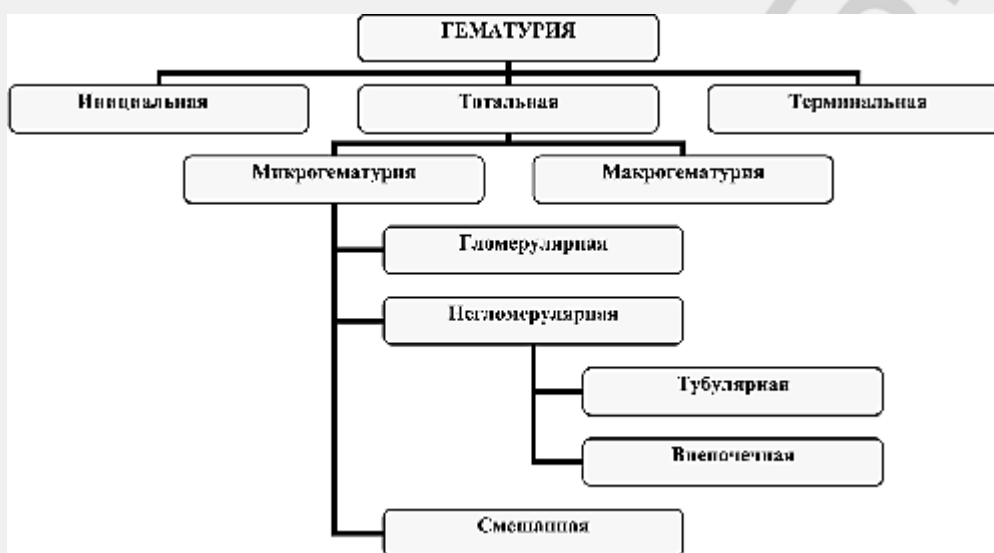 ГЕМАТУРИЯ
Инициальная
Тотальная
Терминальная
Микрогематурия
Макрогематурия
Гломерулярная
Негломерулярная
Тубулярная
Внепочечная
Смешанная